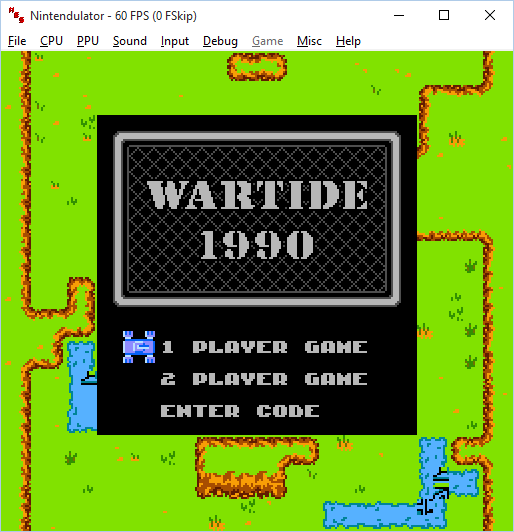 Nintendulator - 60 FPS (0 FSkip)
File CPU PPU Sound Input Debug Game Misc Help
WARTIDE
1990
1 PLAYER GAME
2 PLAYER GAME
ENTER CODE